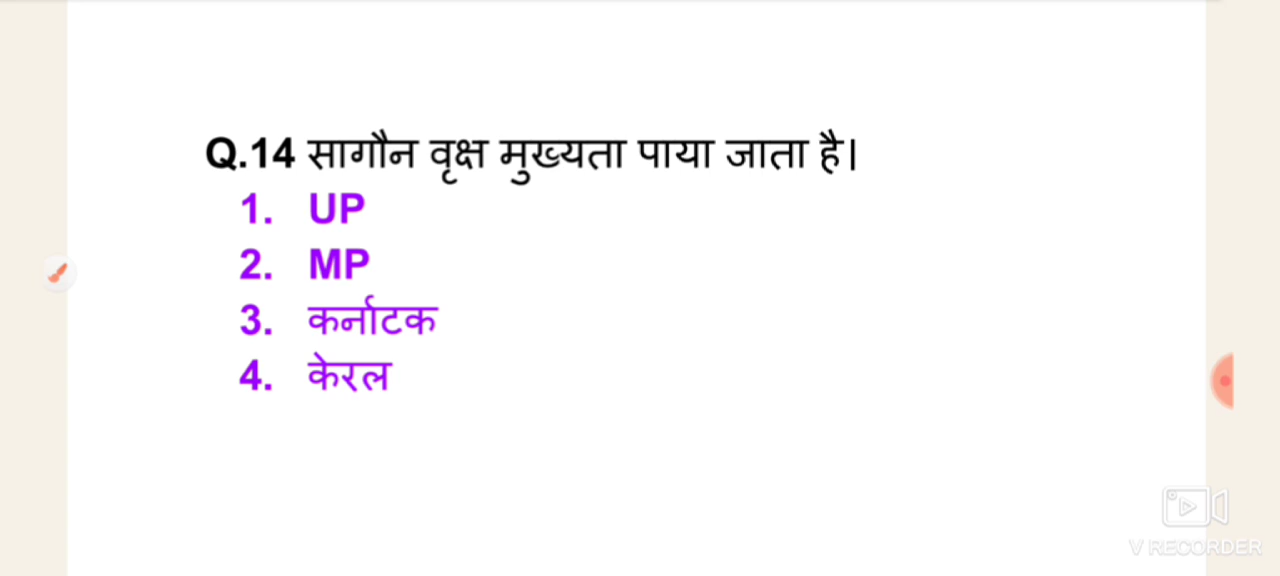 Q.14 सागौन वृक्ष मुख्यता पाया जाता है।
1. UP
2. MP
3. कर्नाटक
4. केरल
V RECORDER